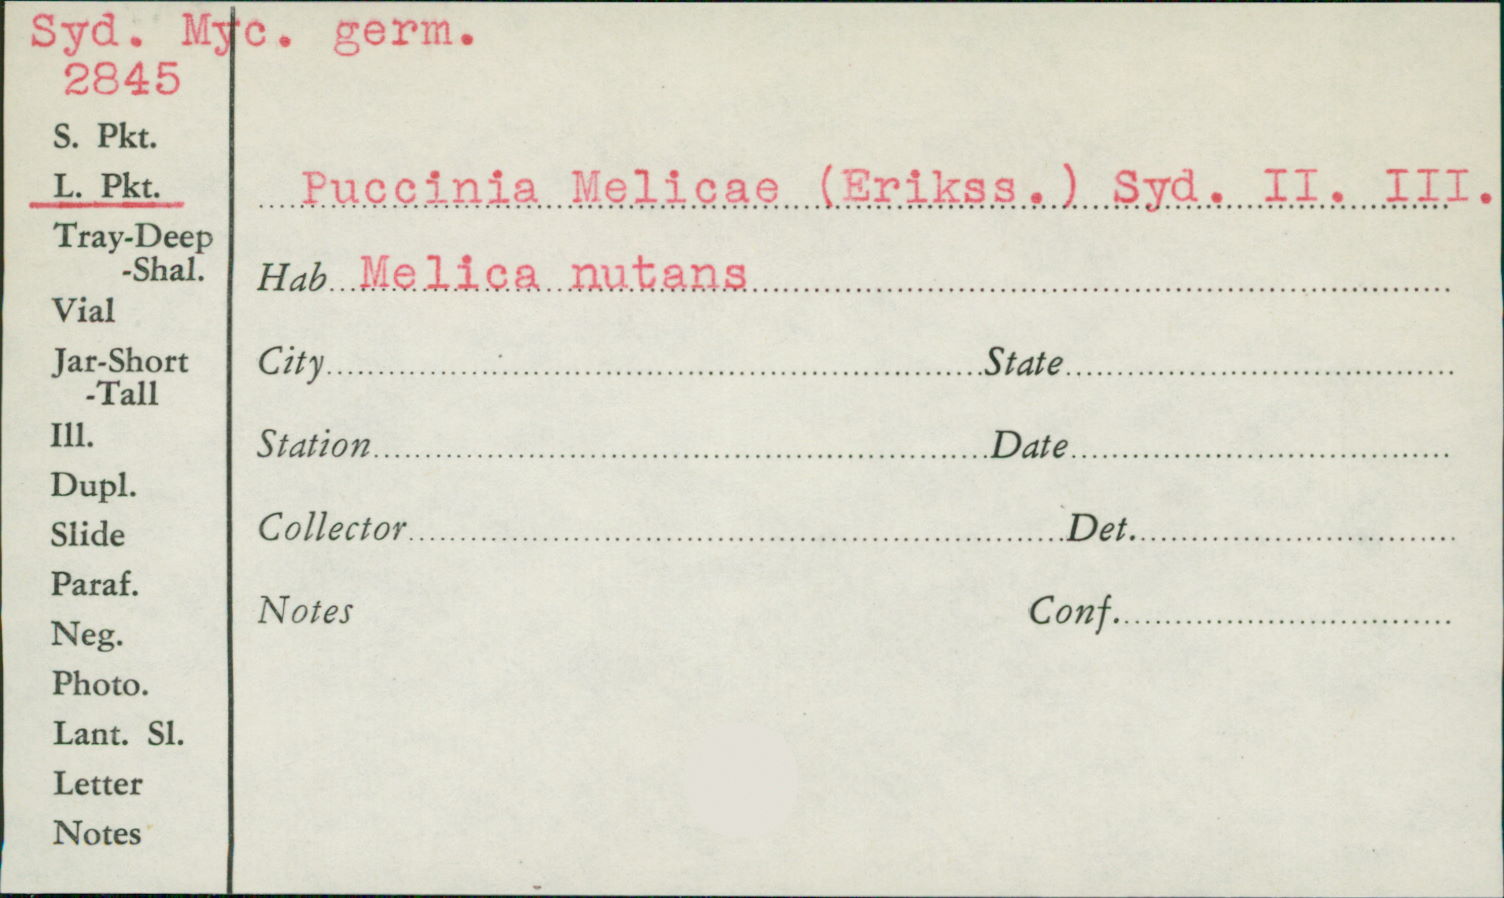 Syd. Myc. germ.
2845
S. Pkt.
L. Pkt.
Puccinia Melicae (Erikss.) Syd. II. III.
Tray-Deep
-Shal.
Hab Melica nutans
Vial
Jar-Short
-Tall
City State
Ill.
Station Date
Dupl.
Slide
Collector Det.
Paraf.
Neg.
Notes Conf.
Photo.
Lant. Sl.
Letter
Notes